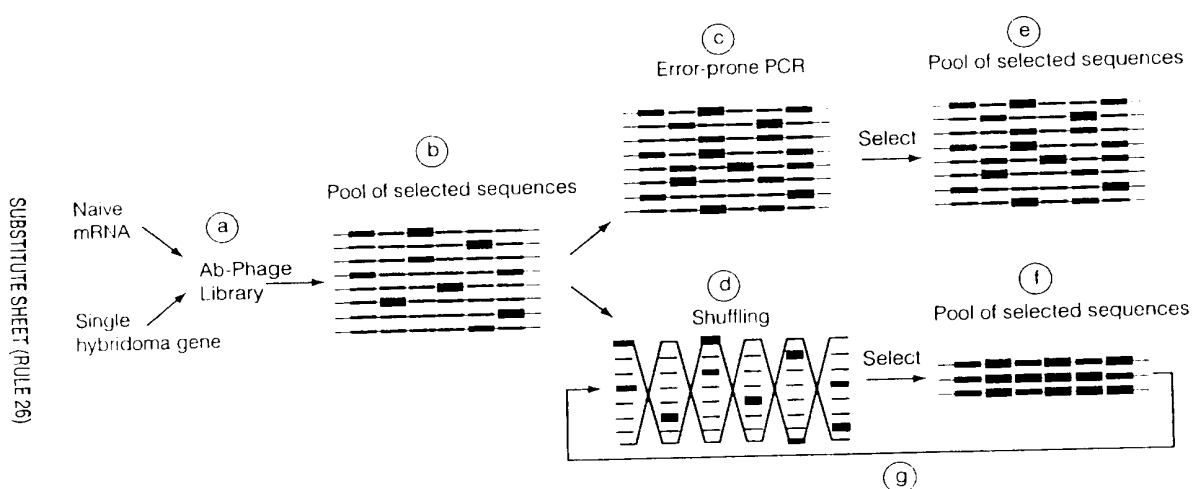 SUBSTITUTE SHEET (RULE 26)
Naive
mRNA
Single
hybridoma gene
a
Ab-Phage
Library
b
Pool of selected sequences
c
Error-prone PCR
Select
e
Pool of selected sequences
d
Shuffling
Select
f
Pool of selected sequences
g